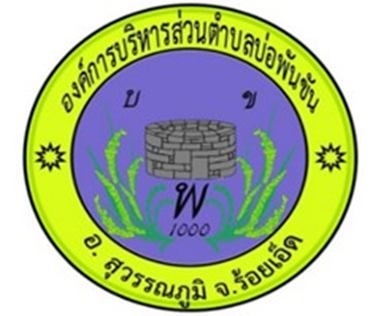 องค์การบริหารส่วนตำบลบ่อพันขัน
บ ข
พ
1000
อ. สุวรรณภูมิ จ.ร้อยเอ็ด